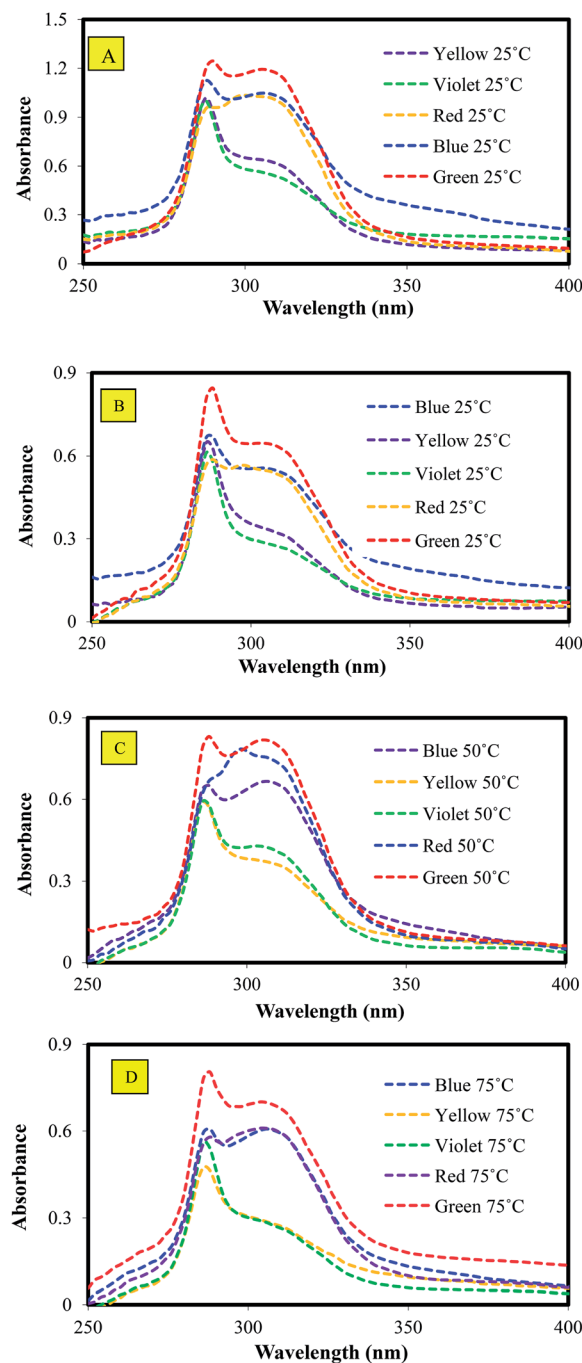 A
1.5
1.2
0.9
0.6
0.3
0
Absorbance
Yellow 25˚C
Violet 25˚C
Red 25˚C
Blue 25˚C
Green 25˚C
250
300
350
400
Wavelength (nm)
B
0.9
0.6
0.3
0
Absorbance
Blue 25˚C
Yellow 25˚C
Violet 25˚C
Red 25˚C
Green 25˚C
250
300
350
400
Wavelength (nm)
C
0.9
0.6
0.3
0
Absorbance
Blue 50˚C
Yellow 50˚C
Violet 50˚C
Red 50˚C
Green 50˚C
250
300
350
400
Wavelength (nm)
D
0.9
0.6
0.3
0
Absorbance
Blue 75˚C
Yellow 75˚C
Violet 75˚C
Red 75˚C
Green 75˚C
250
300
350
400
Wavelength (nm)